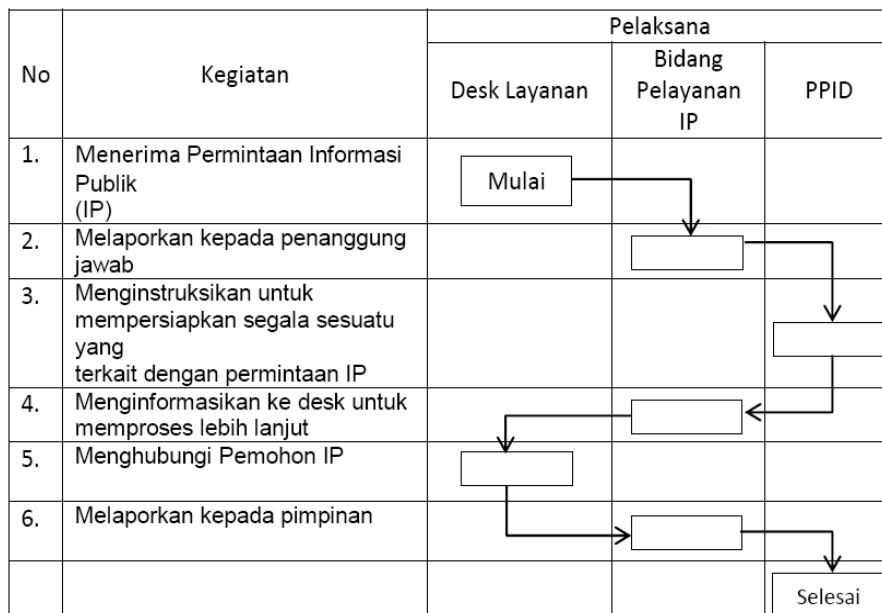 No
Kegiatan
Pelaksana
Desk Layanan
Bidang
Pelayanan
IP
PPID
1.
Menerima Permintaan Informasi
Publik
(IP)
Mulai
2.
Melaporkan kepada penanggung
jawab
3.
Menginstruksikan untuk
mempersiapkan segala sesuatu
yang
terkait dengan permintaan IP
4.
Menginformasikan ke desk untuk
memproses lebih lanjut
5.
Menghubungi Pemohon IP
6.
Melaporkan kepada pimpinan
Selesai